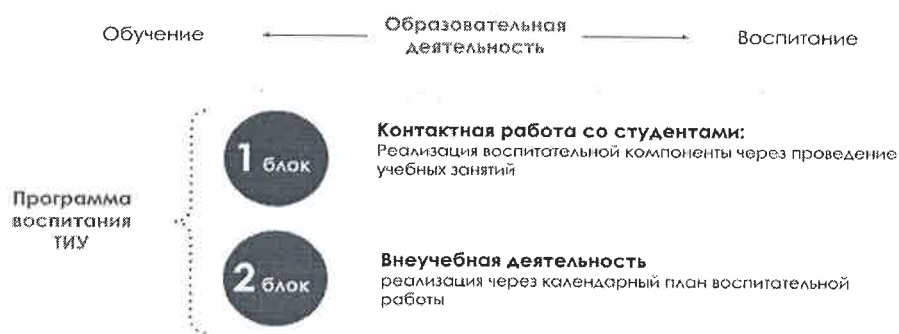 Обучение
Образовательная
деятельность
Воспитание
Программа
воспитания
ТИУ
1 блок
Контактная работа со студентами:
Реализация воспитательной компоненты через проведение
учебных занятий
2 блок
Внеучебная деятельность
реализация через календарный план воспитательной
работы